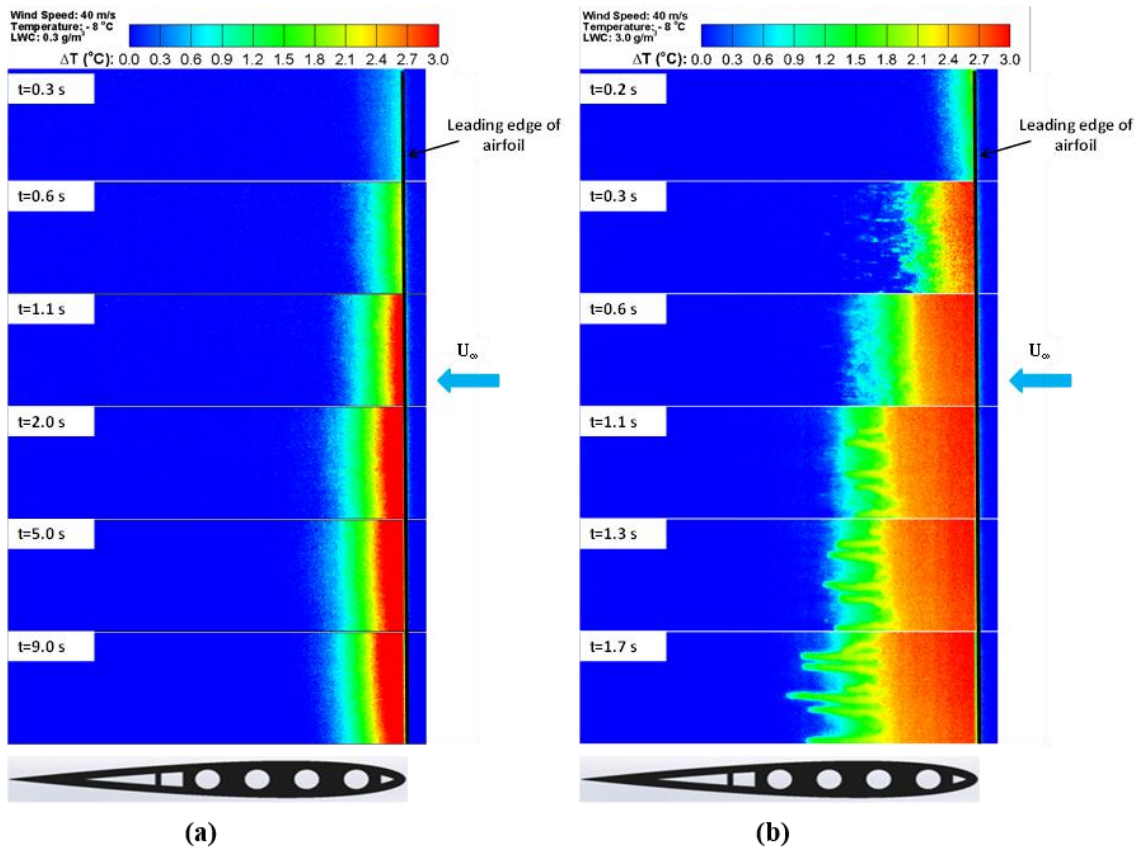 Wind Speed: 40 m/s
Temperature: - 8 °C
LWC: 0.3 g/m³
ΔT (°C): 0.0 0.3 0.6 0.9 1.2 1.5 1.8 2.1 2.4 2.7 3.0
t=0.3 s
Leading edge of
airfoil
t=0.6 s
t=1.1 s
U∞
t=2.0 s
t=5.0 s
t=9.0 s
(a)
Wind Speed: 40 m/s
Temperature: - 8 °C
LWC: 3.0 g/m³
ΔT (°C): 0.0 0.3 0.6 0.9 1.2 1.5 1.8 2.1 2.4 2.7 3.0
t=0.2 s
Leading edge of
airfoil
t=0.3 s
t=0.6 s
U∞
t=1.1 s
t=1.3 s
t=1.7 s
(b)